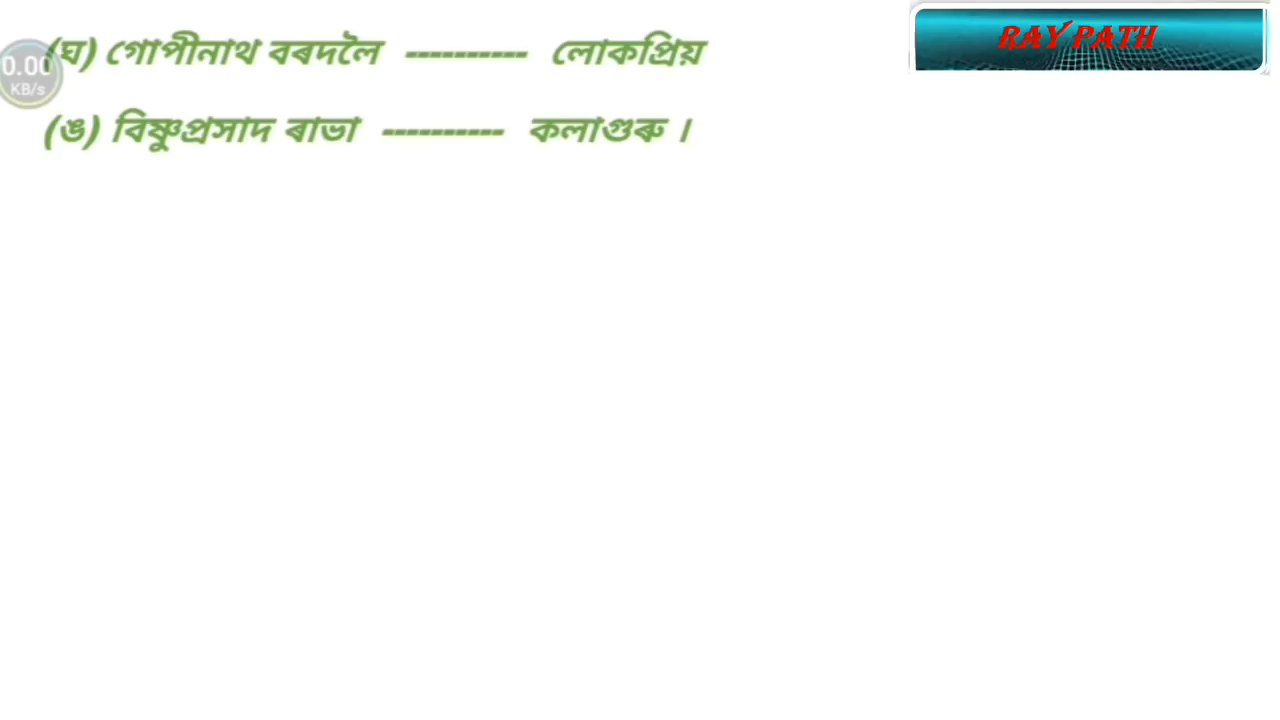 (ঘ) গোপীনাথ বৰদলৈ ---------- লোকপ্ৰিয়
(ঙ) বিষ্ণুপ্ৰসাদ ৰাভা ---------- কলাগুৰু ।
RAY PATH
0.00
KB/s